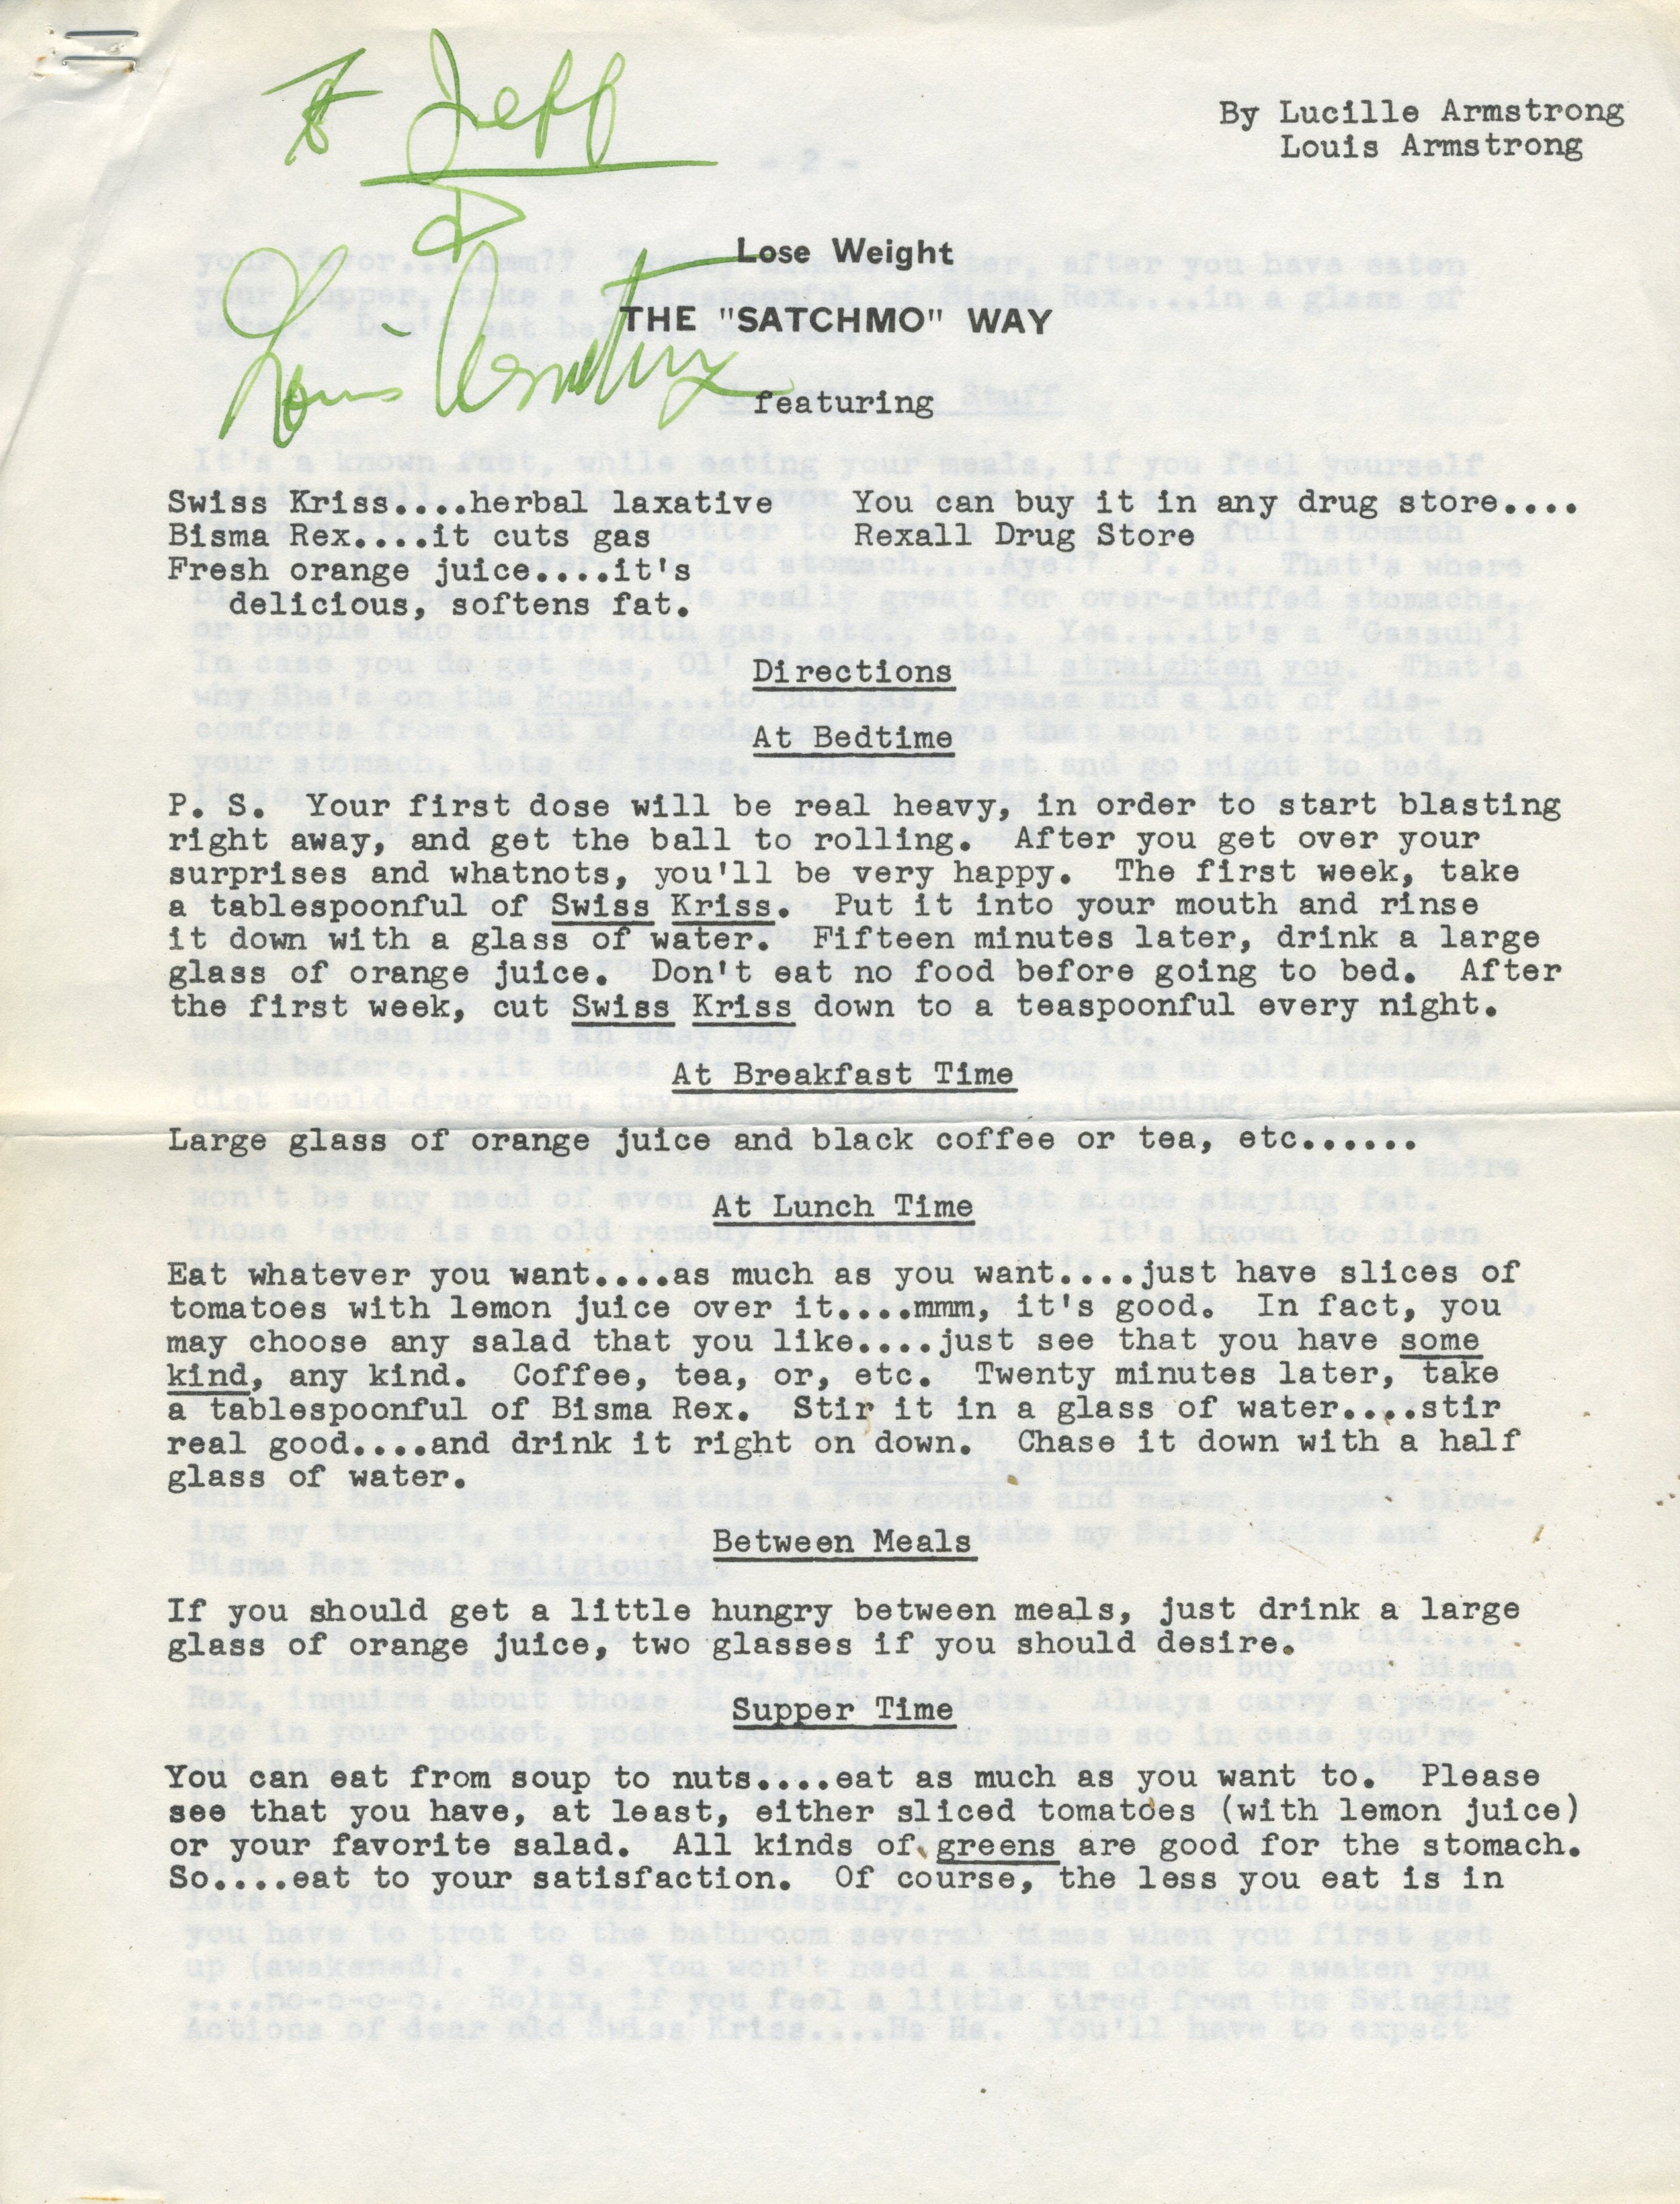 To Jeff
Louis Armstrong
By Lucille Armstrong
Louis Armstrong
- 2 -
Lose Weight
THE "SATCHMO" WAY
featuring
Swiss Kriss....herbal laxative You can buy it in any drug store....
Bisma Rex....it cuts gas Rexall Drug Store
Fresh orange juice....it's
delicious, softens fat.
Directions
At Bedtime
P. S. Your first dose will be real heavy, in order to start blasting
right away, and get the ball to rolling. After you get over your
surprises and whatnots, you'll be very happy. The first week, take
a tablespoonful of Swiss Kriss. Put it into your mouth and rinse
it down with a glass of water. Fifteen minutes later, drink a large
glass of orange juice. Don't eat no food before going to bed. After
the first week, cut Swiss Kriss down to a teaspoonful every night.
At Breakfast Time
Large glass of orange juice and black coffee or tea, etc......
At Lunch Time
Eat whatever you want....as much as you want....just have slices of
tomatoes with lemon juice over it....mmm, it's good. In fact, you
may choose any salad that you like....just see that you have some
kind, any kind. Coffee, tea, or, etc. Twenty minutes later, take
a tablespoonful of Bisma Rex. Stir it in a glass of water....stir
real good....and drink it right on down. Chase it down with a half
glass of water.
Between Meals
If you should get a little hungry between meals, just drink a large
glass of orange juice, two glasses if you should desire.
Supper Time
You can eat from soup to nuts....eat as much as you want to. Please
see that you have, at least, either sliced tomatoes (with lemon juice)
or your favorite salad. All kinds of greens are good for the stomach.
So....eat to your satisfaction. Of course, the less you eat is in